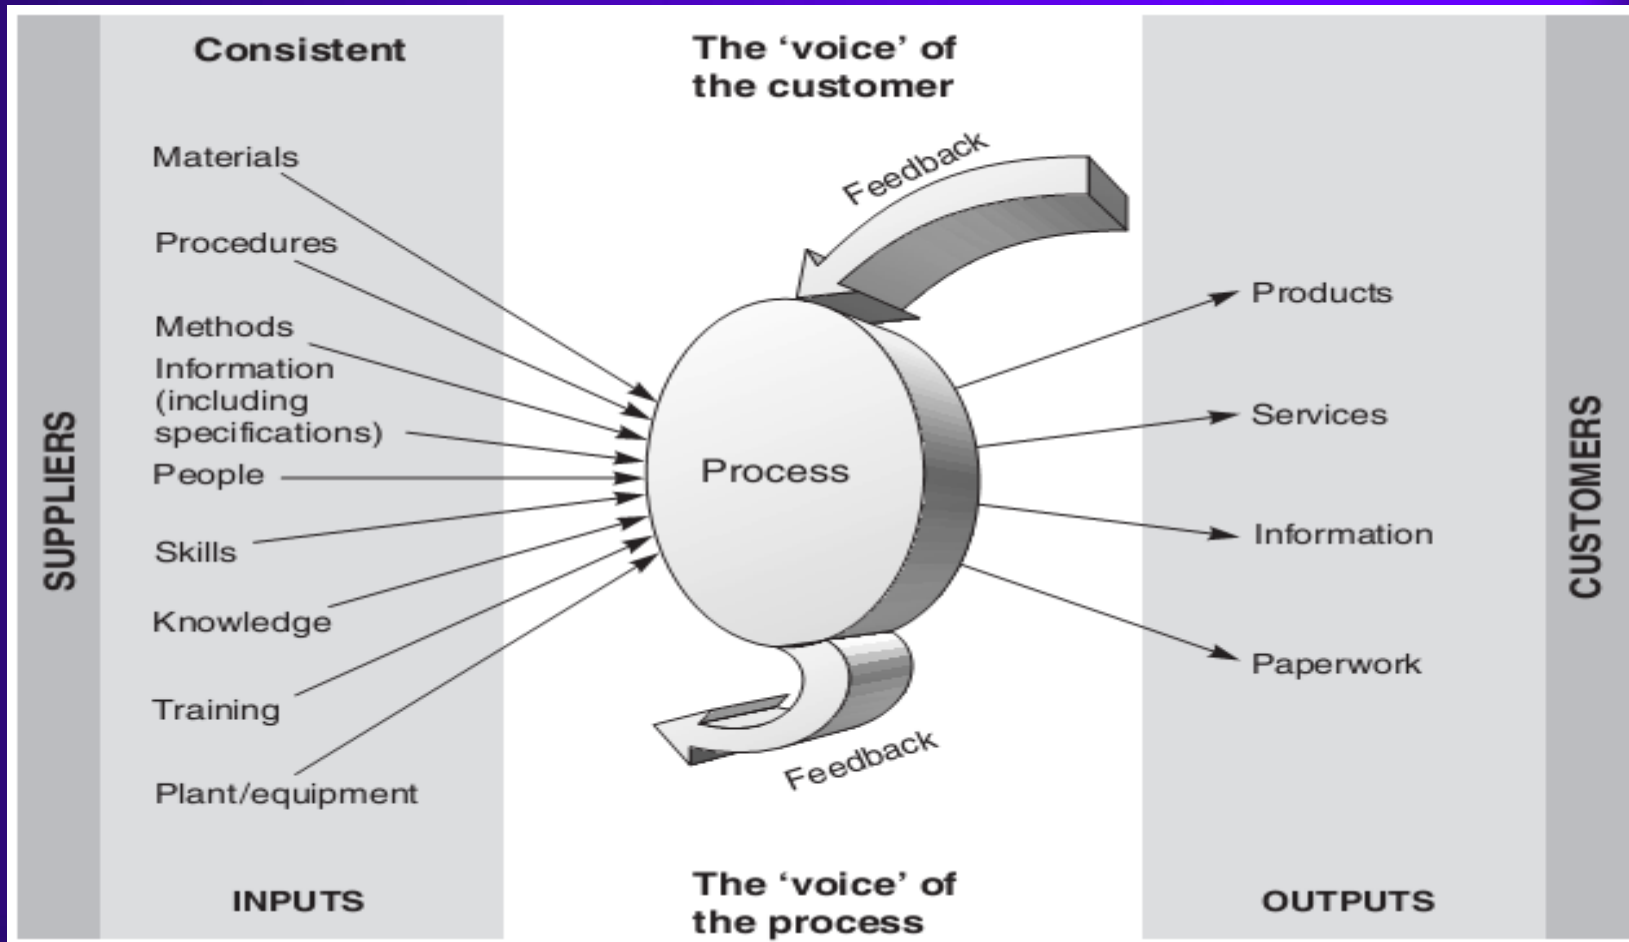 Consistent
The ‘voice’ of
the customer
SUPPLIERS
Materials
Procedures
Methods
Information
(including
specifications)
People
Skills
Knowledge
Training
Plant/equipment
INPUTS
Feedback
Process
Feedback
The ‘voice’ of
the process
Products
Services
Information
Paperwork
OUTPUTS
CUSTOMERS